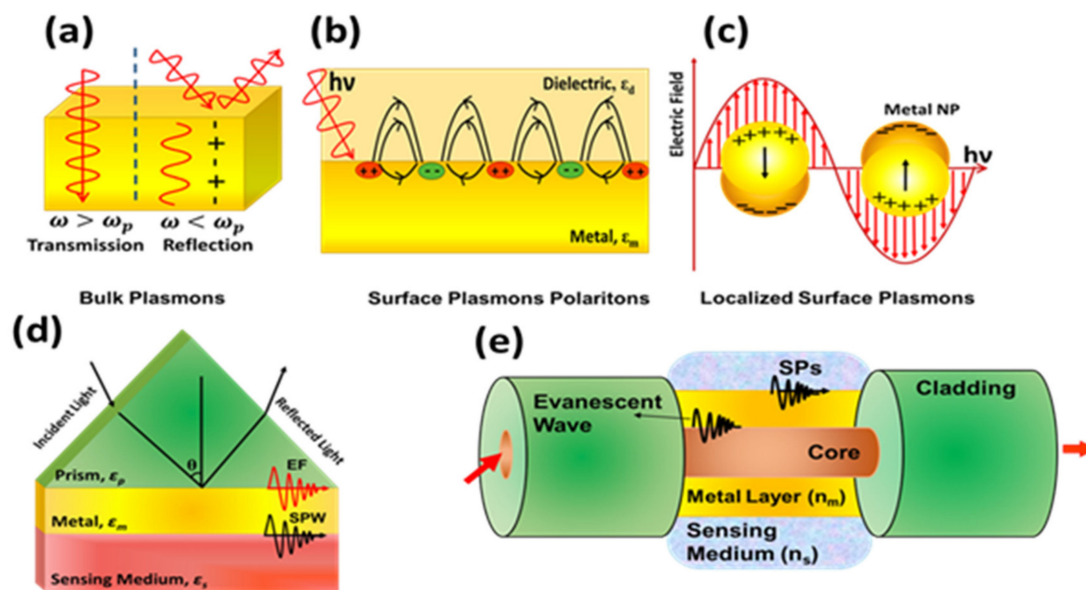 (a)
ω > ωp ω < ωp
Transmission Reflection
Bulk Plasmons
(b)
hν
Dielectric, εd
++ -- ++ -- ++
Metal, εm
Surface Plasmons Polaritons
(c)
Electric Field
Metal NP
hν
Localized Surface Plasmons
(d)
Incident Light
Reflected Light
θ
Prism, εp
EF
Metal, εm
SPW
Sensing Medium, εs
(e)
SPs
Cladding
Evanescent
Wave
Core
Metal Layer (nm)
Sensing
Medium (ns)